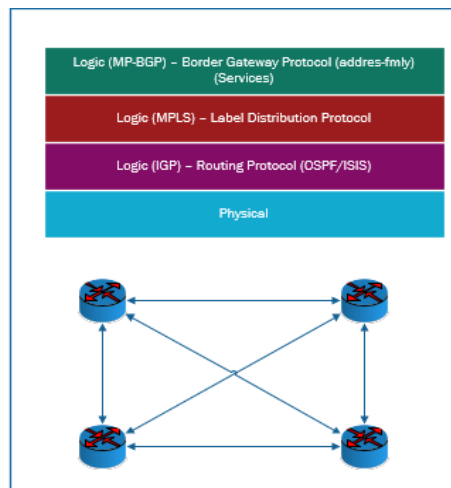 Logic (MP-BGP) – Border Gateway Protocol (addres-fmly)
(Services)
Logic (MPLS) – Label Distribution Protocol
Logic (IGP) – Routing Protocol (OSPF/ISIS)
Physical